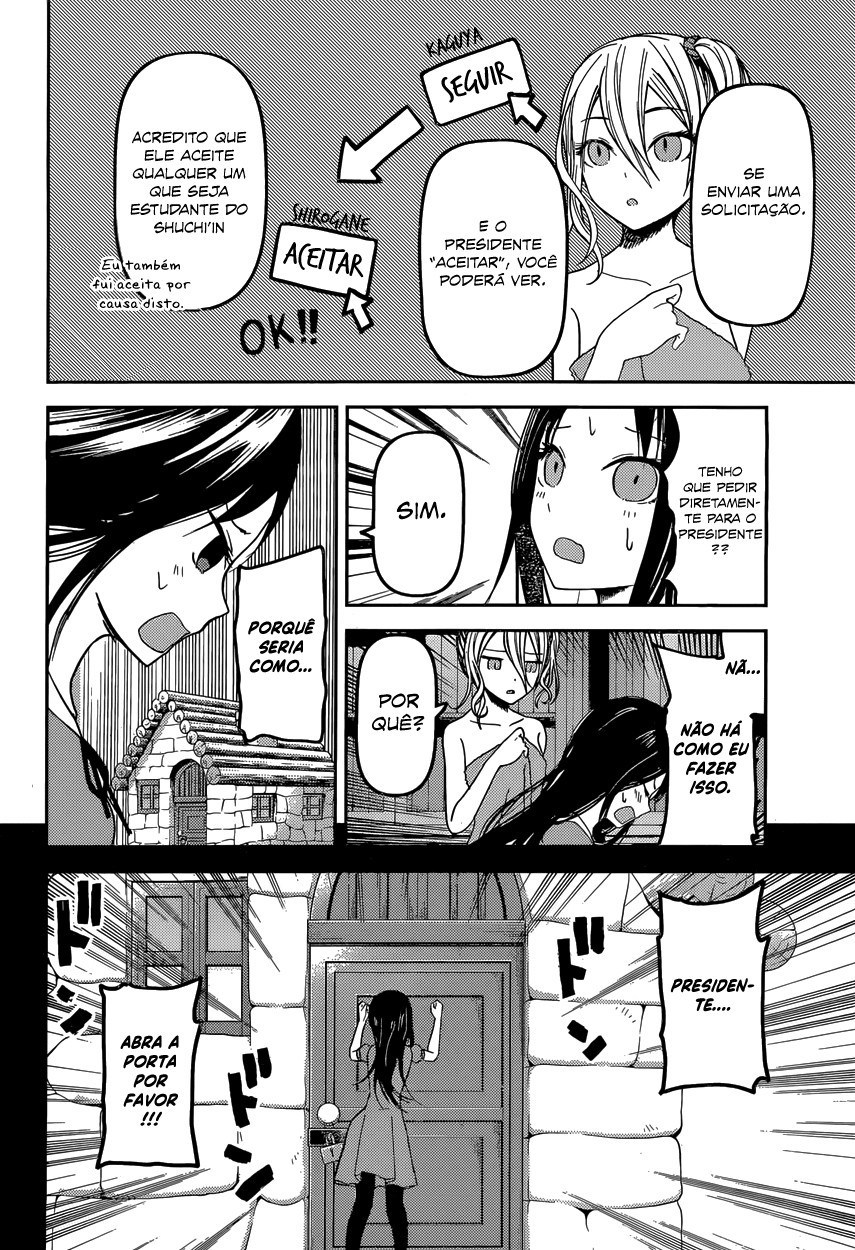 SE
ENVIAR UMA
SOLICITAÇÃO.
KAGUYA
SEGUIR
E O
PRESIDENTE
"ACEITAR", VOCÊ
PODERÁ VER.
SHIROGANE
ACEITAR
OK!!
ACREDITO QUE
ELE ACEITE
QUALQUER UM
QUE SEJA
ESTUDANTE DO
SHUCHI'IN
Eu também
fui aceita por
causa disto.
TENHO
QUE PEDIR
DIRETAMEN-
TE PARA O
PRESIDENTE
??
SIM.
NÃ...
NÃO HÁ
COMO EU
FAZER
ISSO.
POR
QUÊ?
PORQUÊ
SERIA
COMO...
PRESIDEN-
TE....
ドン
ドン
ABRA A
PORTA
POR
FAVOR
!!!
ドン
ドン